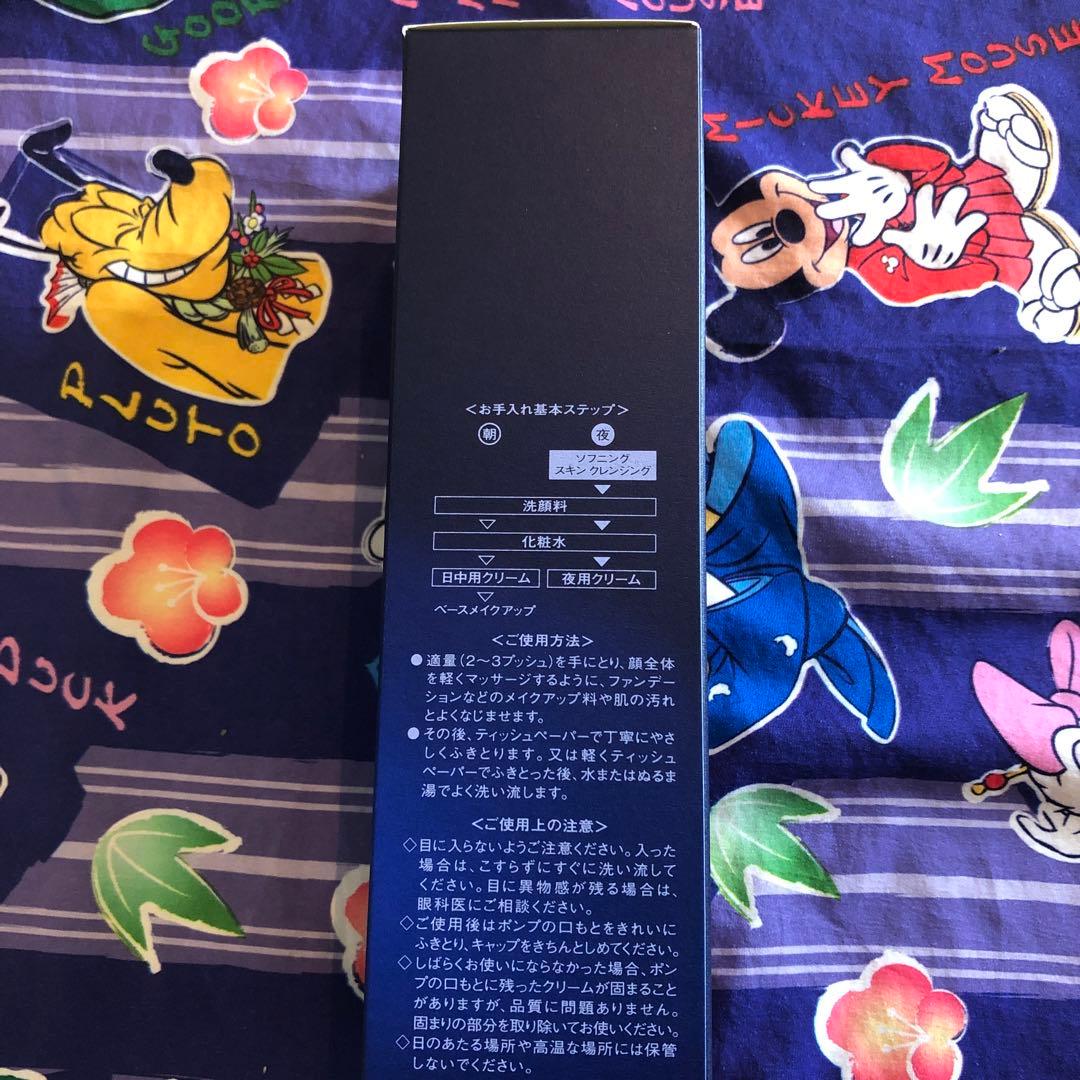 GOOF
MICKEY MOUSE
PLUTO
DUCK
＜お手入れ基本ステップ＞
朝 夜
ソフニング
スキン クレンジング
洗顔料
化粧水
日中用クリーム 夜用クリーム
ベースメイクアップ
＜ご使用方法＞
●適量（2〜3プッシュ）を手にとり、顔全体
を軽くマッサージするように、ファンデー
ションなどのメイクアップ料や肌の汚れ
とよくなじませます。
●その後、ティッシュペーパーで丁寧にやさ
しくふきとります。又は軽くティッシュ
ペーパーでふきとった後、水またはぬるま
湯でよく洗い流します。
＜ご使用上の注意＞
◇目に入らないようご注意ください。入った
場合は、こすらずにすぐに洗い流して
ください。目に異物感が残る場合は、
眼科医にご相談ください。
◇ご使用後はポンプの口もとをきれいに
ふきとり、キャップをきちんとしめてください。
◇しばらくお使いにならなかった場合、ポン
プの口もとに残ったクリームが固まること
がありますが、品質に問題ありません。
固まりの部分を取り除いてお使いください。
◇日のあたる場所や高温な場所には保管
しないでください。